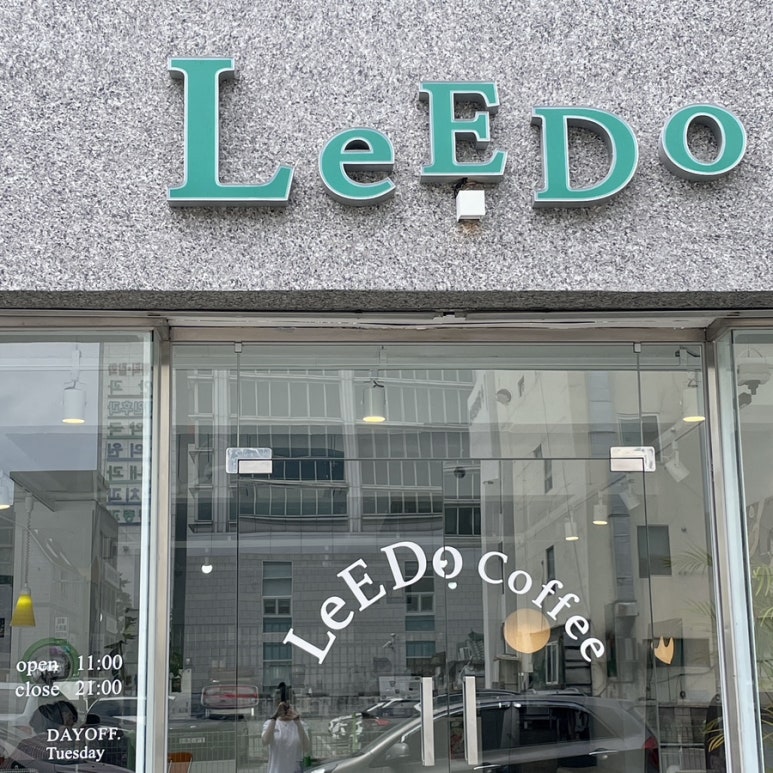 LeEDo
LeEDo Coffee
open 11:00
close 21:00
DAYOFF.
Tuesday